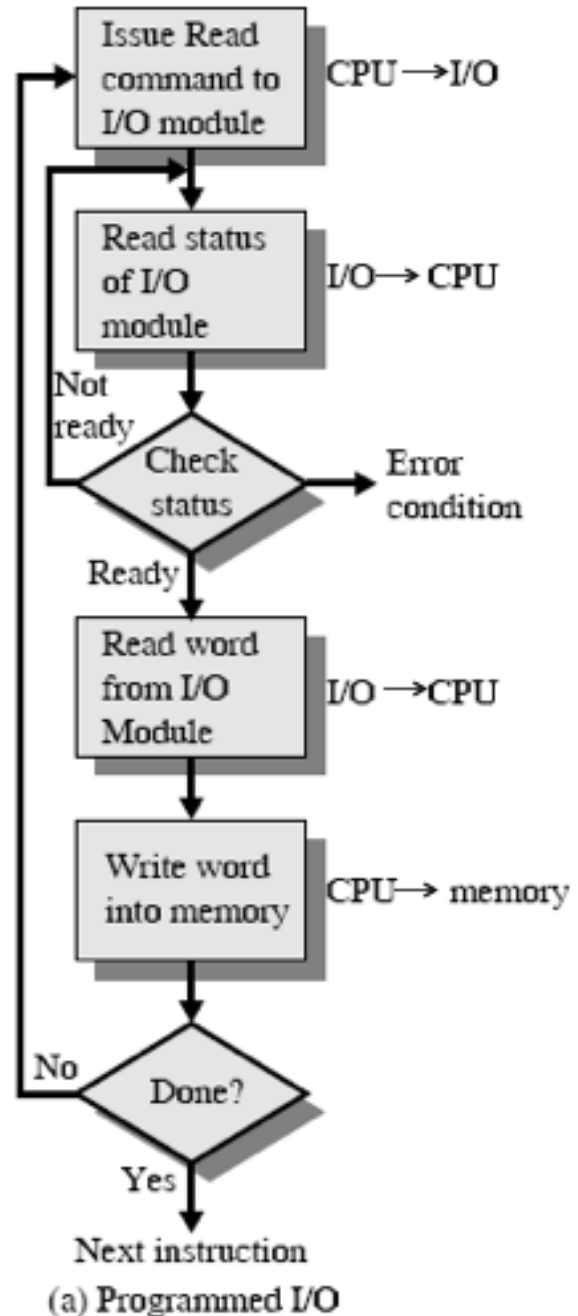 Issue Read
command to
I/O module
CPU → I/O
Read status
of I/O
module
I/O → CPU
Not
ready
Check
status
Error
condition
Ready
Read word
from I/O
Module
I/O → CPU
Write word
into memory
CPU → memory
No
Done?
Yes
Next instruction
(a) Programmed I/O